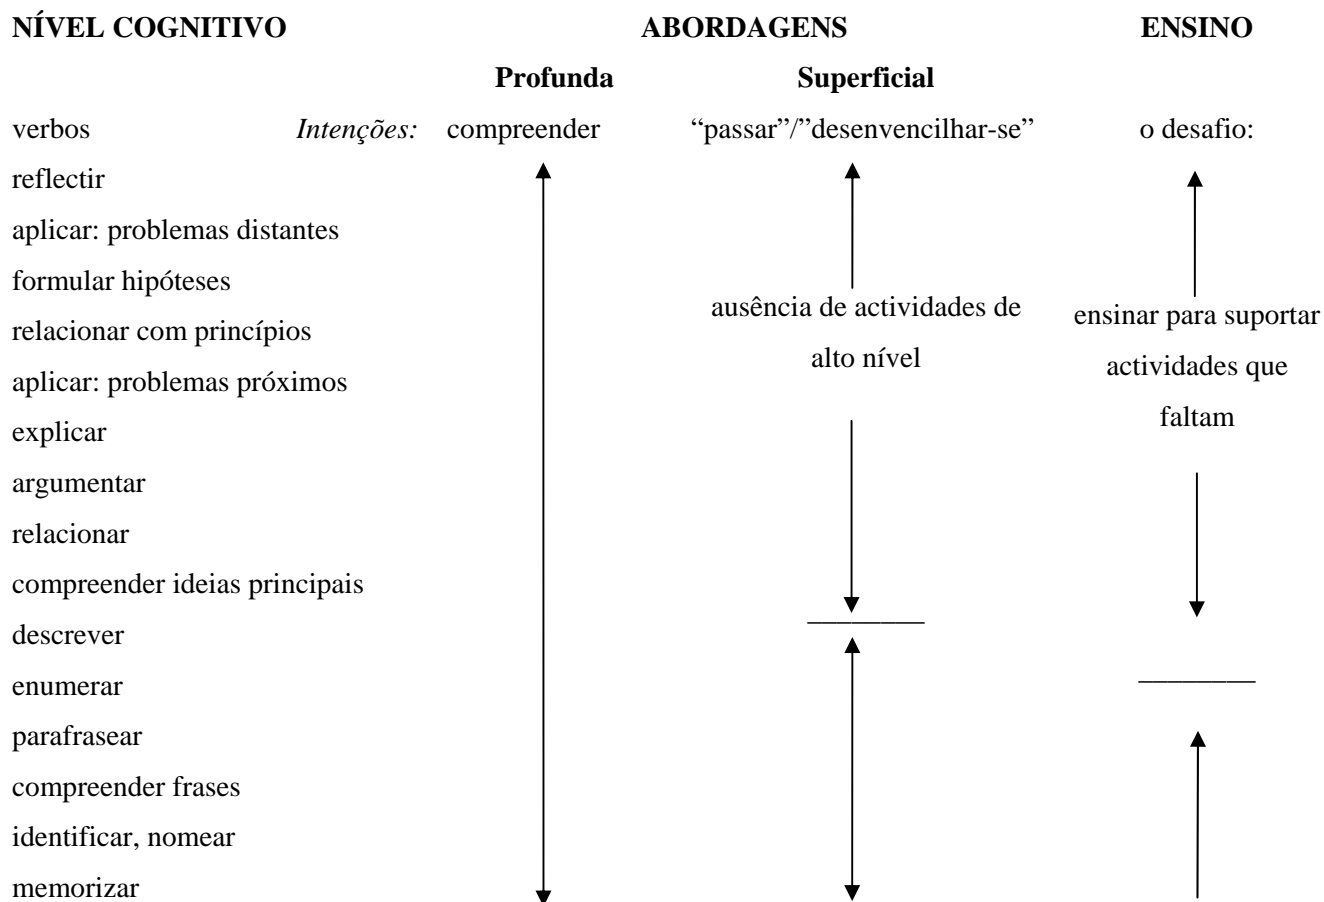 NÍVEL COGNITIVO ABORDAGENS ENSINO
Profunda Superficial
verbos Intenções: compreender “passar”/”desenvencilhar-se” o desafio:
reflectir
aplicar: problemas distantes
formular hipóteses
ausência de actividades de ensinar para suportar
relacionar com princípios
alto nível actividades que
aplicar: problemas próximos
faltam
explicar
argumentar
relacionar
compreender ideias principais
descrever
enumerar
parafrasear
compreender frases
identificar, nomear
memorizar